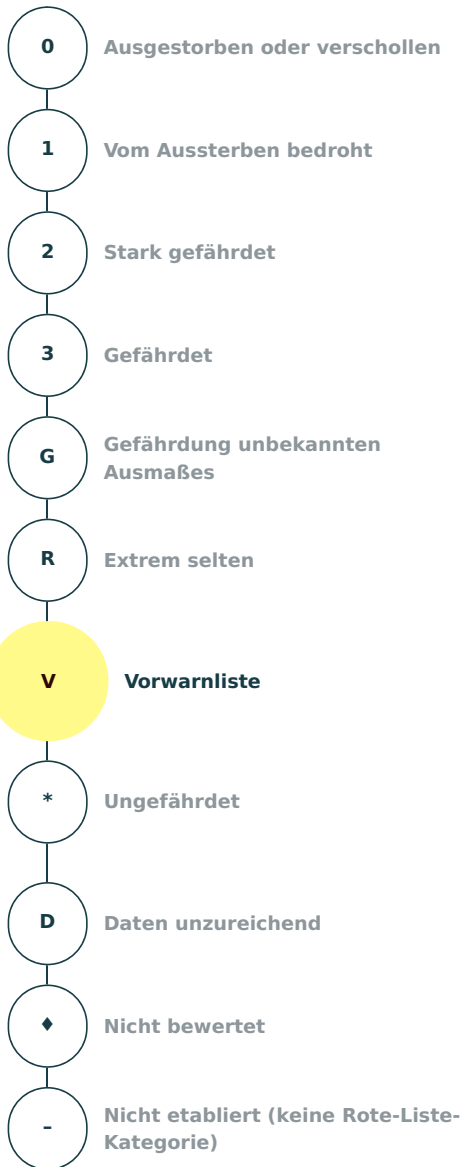 0 Ausgestorben oder verschollen
1 Vom Aussterben bedroht
2 Stark gefährdet
3 Gefährdet
G Gefährdung unbekannten
Ausmaßes
R Extrem selten
V Vorwarnliste
* Ungefährdet
D Daten unzureichend
♦ Nicht bewertet
– Nicht etabliert (keine Rote-Liste-
Kategorie)